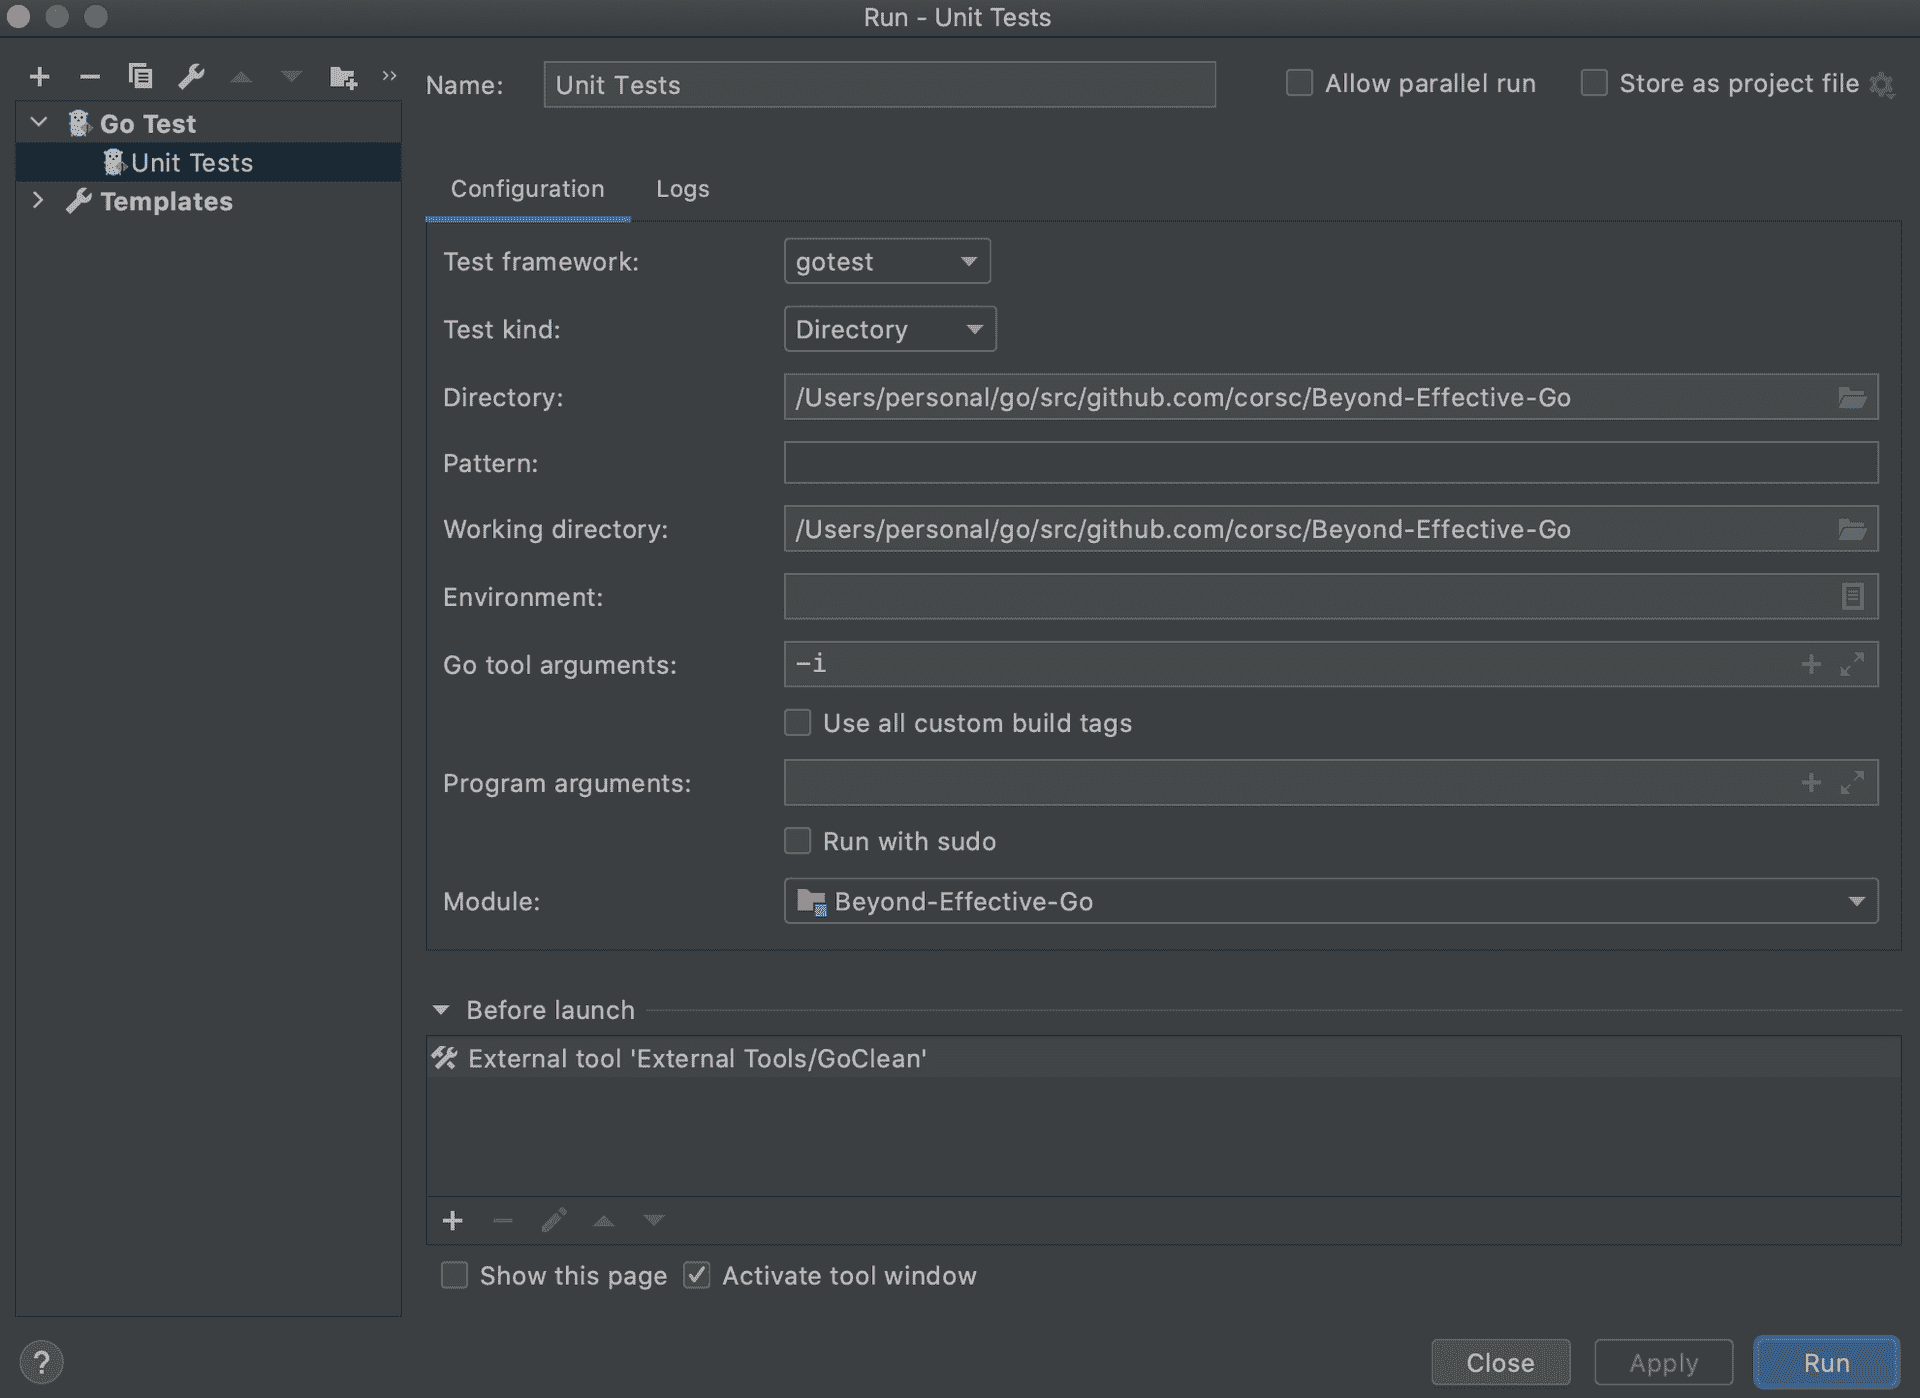 Run - Unit Tests
Name: Unit Tests Allow parallel run Store as project file
Go Test
Unit Tests
Templates
Configuration Logs
Test framework: gotest
Test kind: Directory
Directory: /Users/personal/go/src/github.com/corsc/Beyond-Effective-Go
Pattern:
Working directory: /Users/personal/go/src/github.com/corsc/Beyond-Effective-Go
Environment:
Go tool arguments: -i
Use all custom build tags
Program arguments:
Run with sudo
Module: Beyond-Effective-Go
Before launch
External tool 'External Tools/GoClean'
Show this page Activate tool window
? Close Apply Run